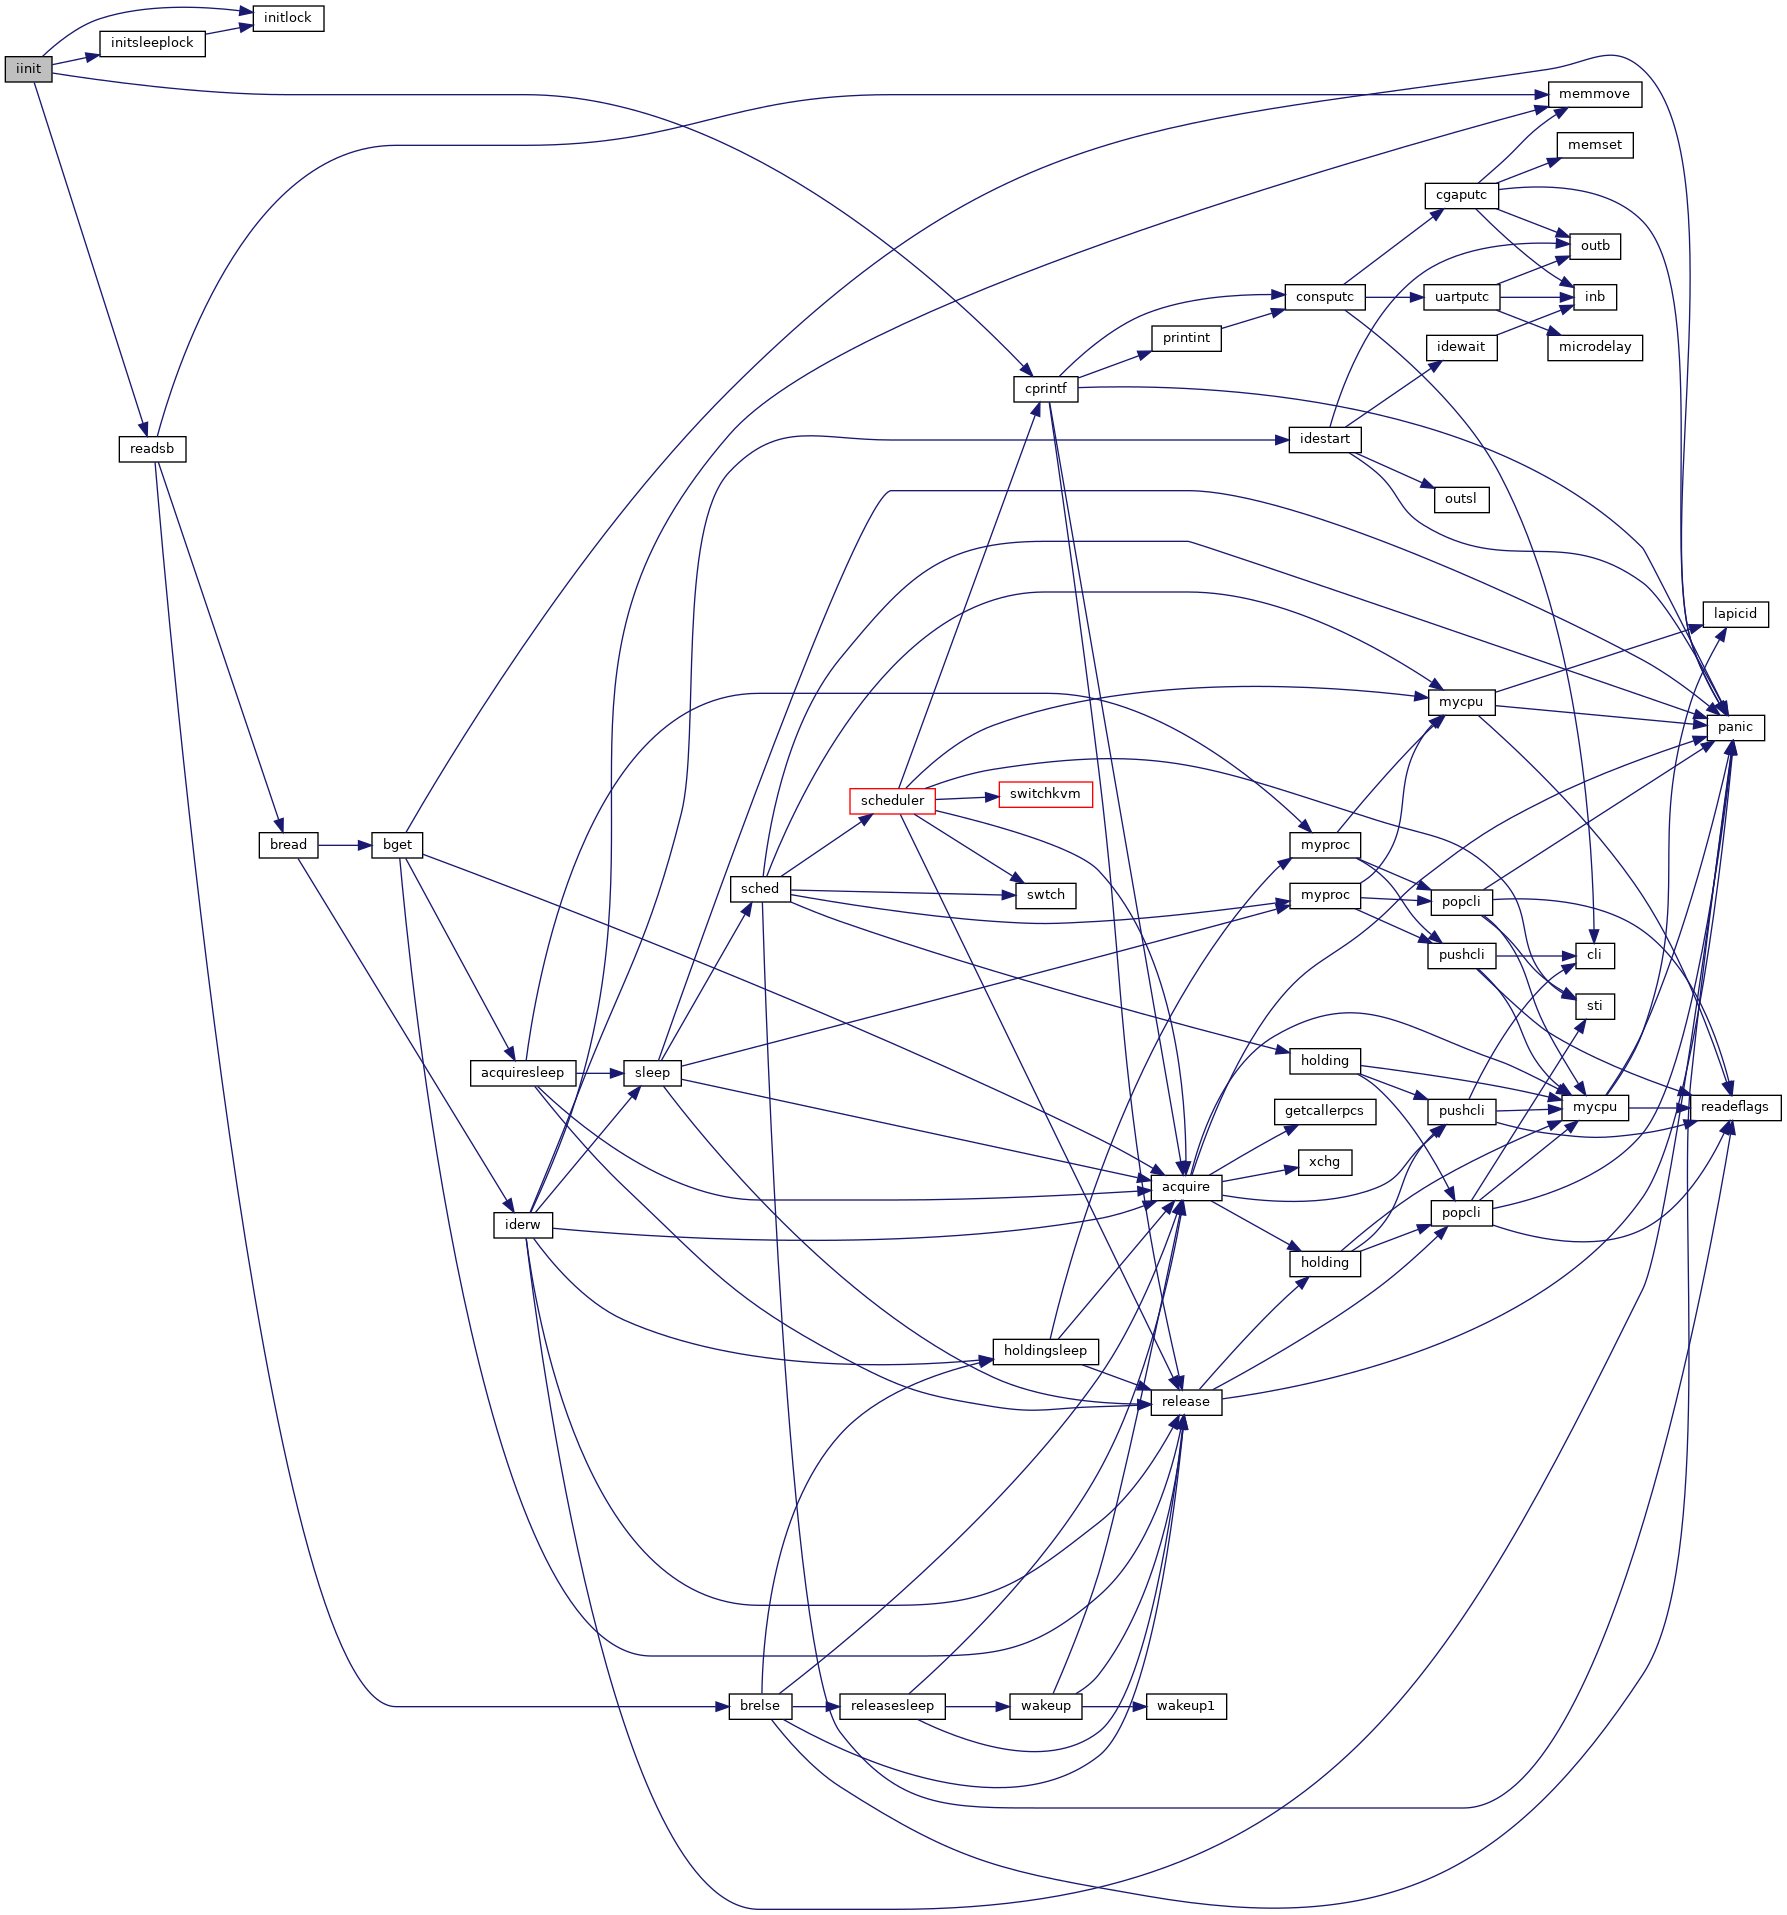 initlock
initsleeplock
iinit
memmove
memset
cgaputc
outb
consputc
uartputc
inb
printint
idewait
microdelay
cprintf
idestart
readsb
outsl
lapicid
mycpu
panic
switchkvm
scheduler
bread
bget
myproc
sched
swtch
myproc
popcli
pushcli
cli
sti
holding
acquiresleep
sleep
getcallerpcs
pushcli
mycpu
readeflags
xchg
acquire
popcli
iderw
holding
holdingsleep
release
brelse
releasesleep
wakeup
wakeup1